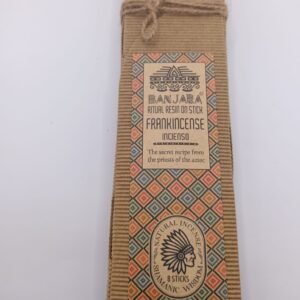 BANJARA®
RITUAL RESIN ON STICK
FRANKINCENSE
INCIENSO
The secret recipe from
the priests of the aztec
NATURAL INCENSE
8 STICKS
SHAMANIC WISDOM